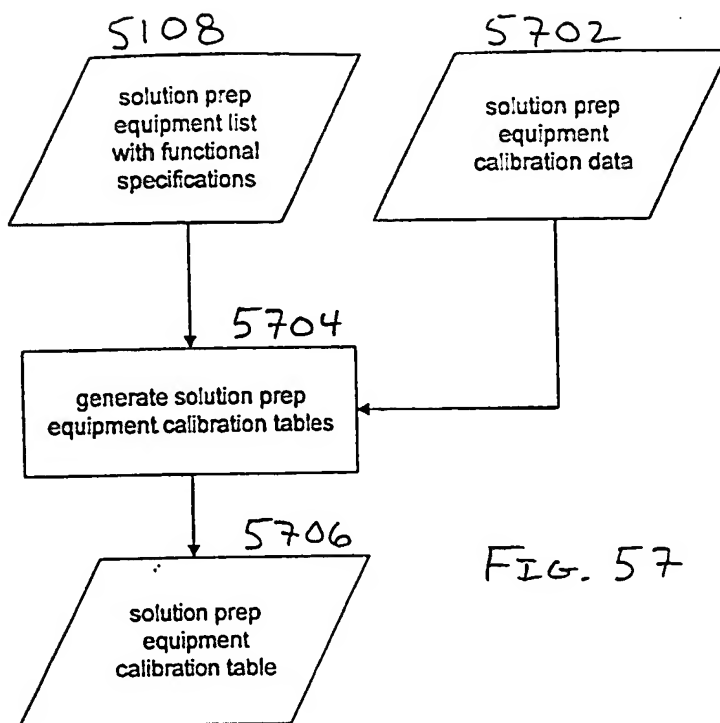 5108
5702
solution prep
equipment list
with functional
specifications
solution prep
equipment
calibration data
5704
generate solution prep
equipment calibration tables
5706
solution prep
equipment
calibration table
FIG. 57